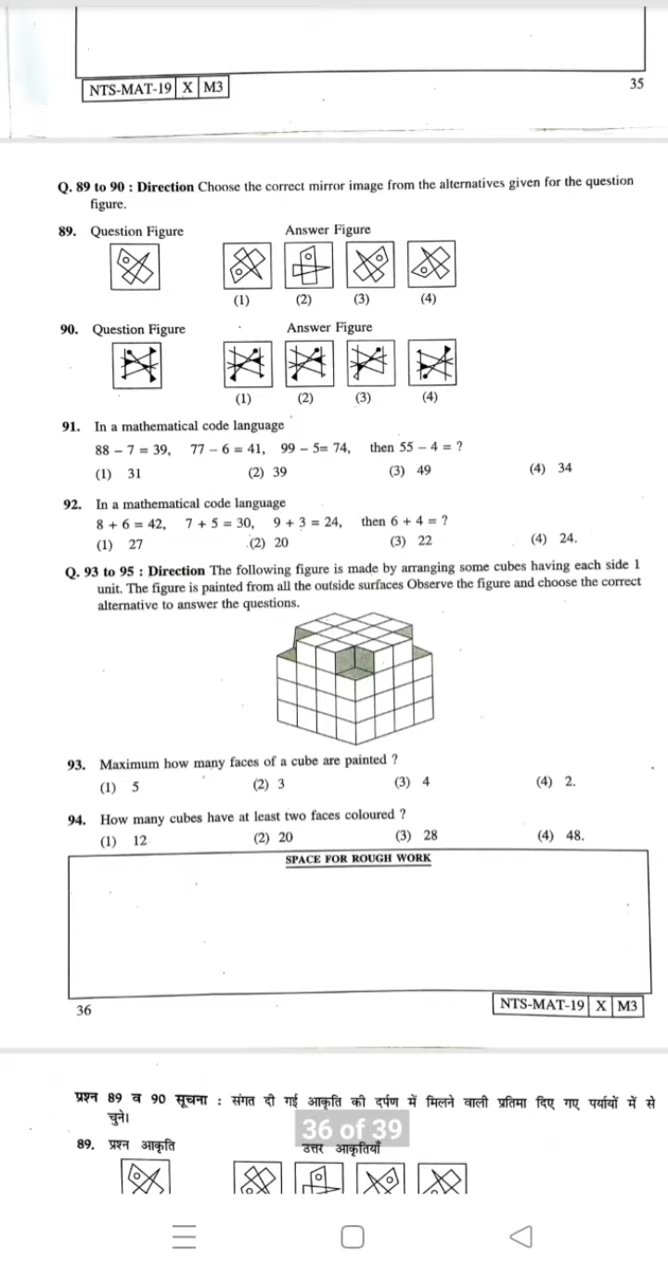 NTS-MAT-19 X M3
35
Q. 89 to 90 : Direction Choose the correct mirror image from the alternatives given for the question
figure.
89. Question Figure Answer Figure
(1) (2) (3) (4)
90. Question Figure Answer Figure
(1) (2) (3) (4)
91. In a mathematical code language
88 – 7 = 39, 77 – 6 = 41, 99 – 5= 74, then 55 – 4 = ?
(1) 31 (2) 39 (3) 49 (4) 34
92. In a mathematical code language
8 + 6 = 42, 7 + 5 = 30, 9 + 3 = 24, then 6 + 4 = ?
(1) 27 (2) 20 (3) 22 (4) 24.
Q. 93 to 95 : Direction The following figure is made by arranging some cubes having each side 1
unit. The figure is painted from all the outside surfaces Observe the figure and choose the correct
alternative to answer the questions.
93. Maximum how many faces of a cube are painted ?
(1) 5 (2) 3 (3) 4 (4) 2.
94. How many cubes have at least two faces coloured ?
(1) 12 (2) 20 (3) 28 (4) 48.
SPACE FOR ROUGH WORK
36
NTS-MAT-19 X M3
प्रश्न 89 व 90 सूचना : संगत दी गई आकृति की दर्पण में मिलने वाली प्रतिमा दिए गए पर्यायों में से
चुने।
36 of 39
89. प्रश्न आकृति उत्तर आकृतियाँ